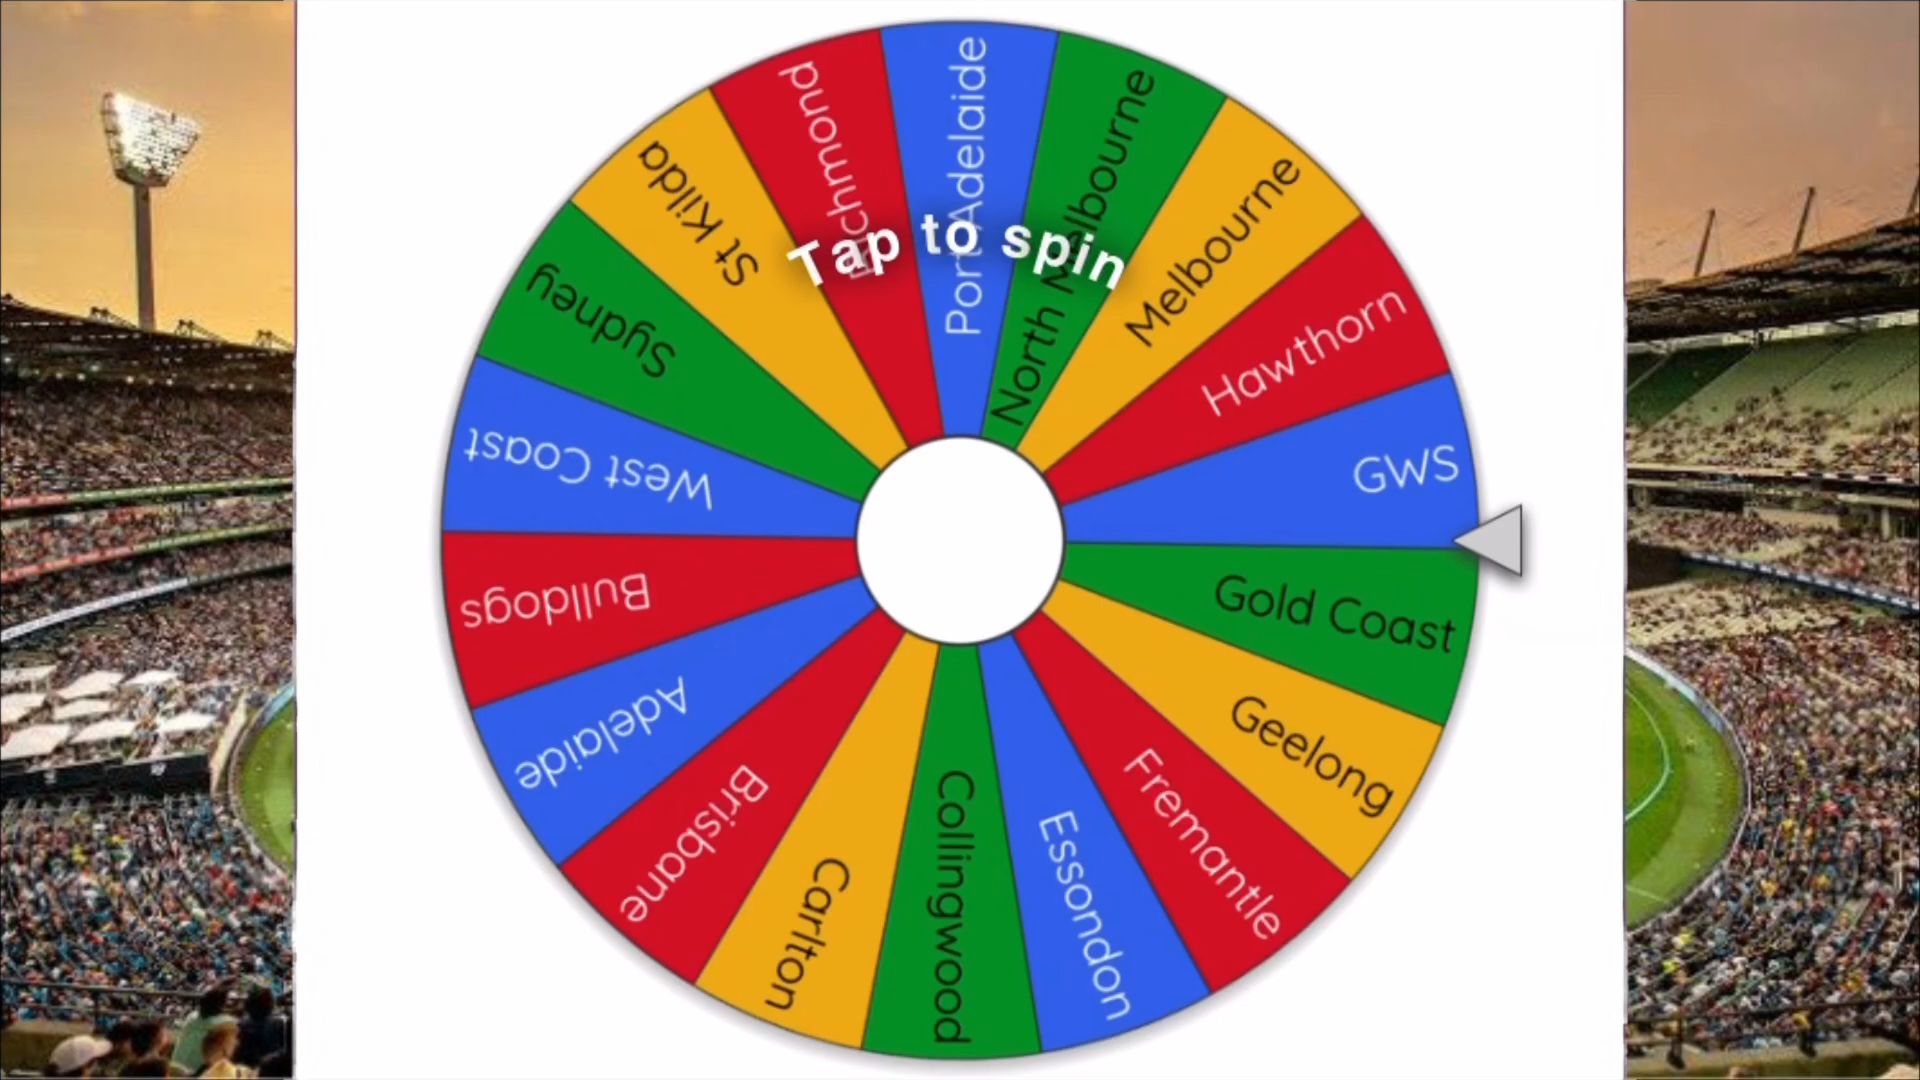 Tap to spin
Port Adelaide
North Melbourne
Melbourne
Hawthorn
GWS
Gold Coast
Geelong
Fremantle
Essondon
Collingwood
Carlton
Brisbane
Adelaide
Bulldogs
West Coast
Sydney
St Kilda
Richmond